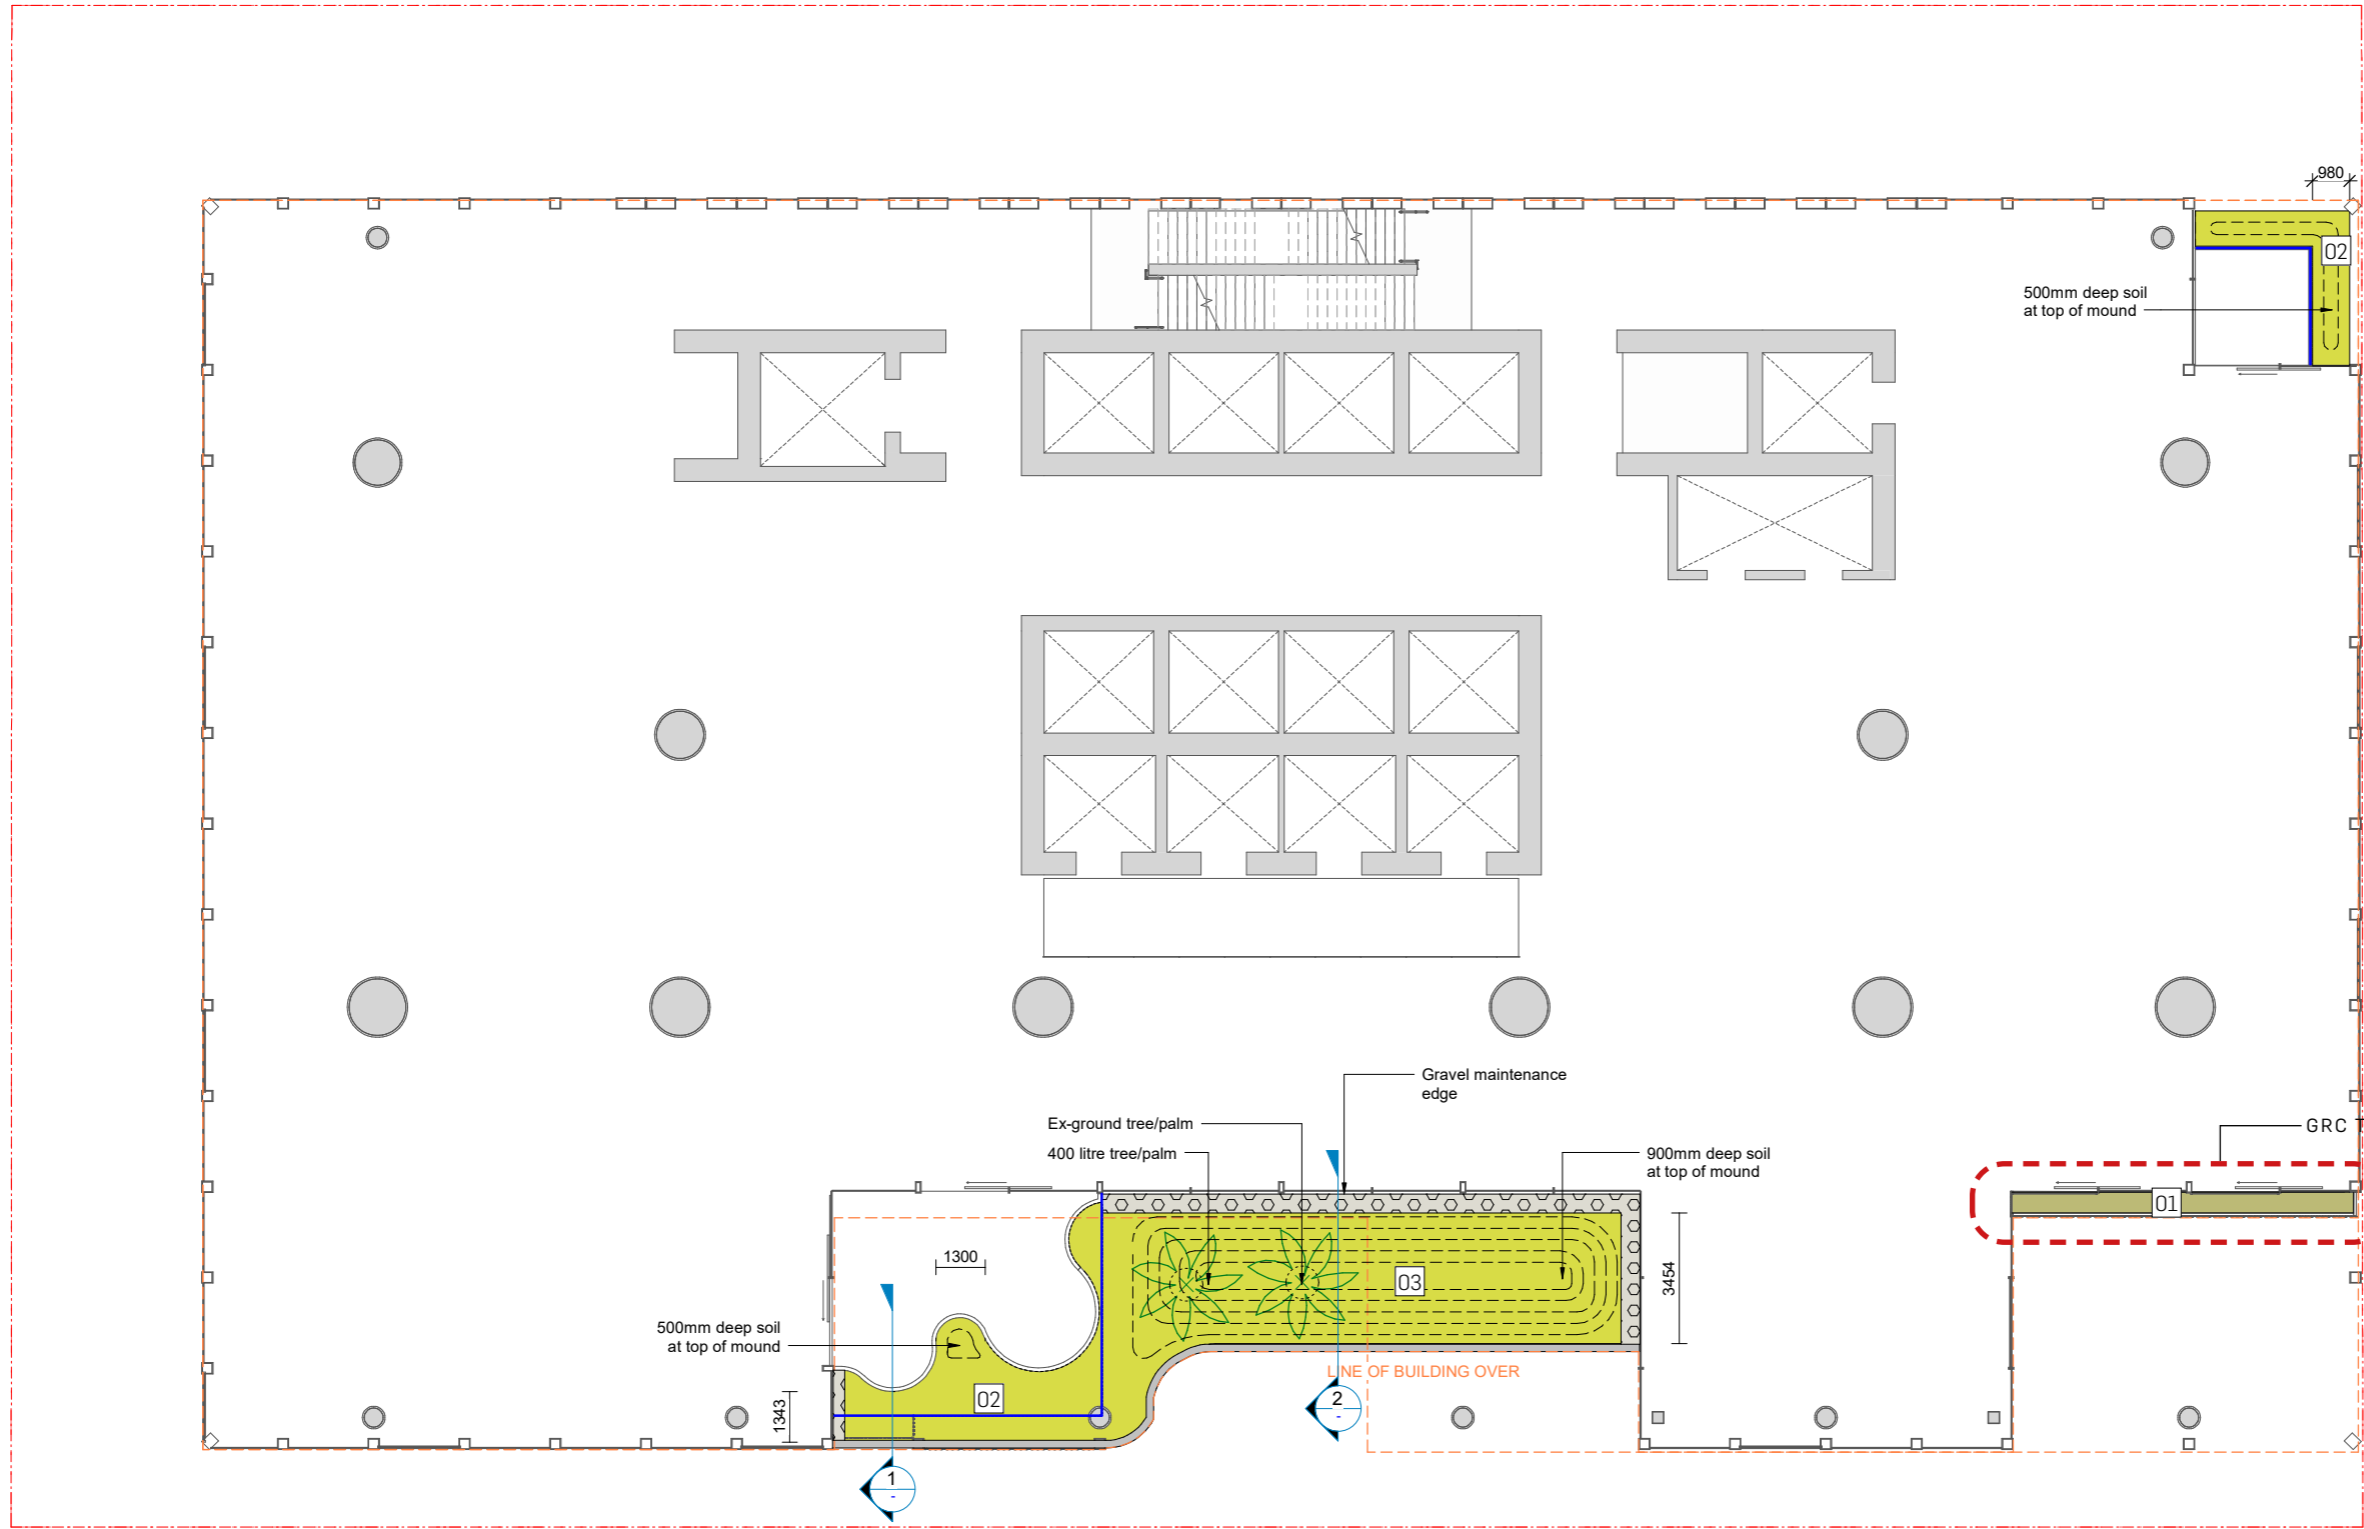 980
02
500mm deep soil
at top of mound
Gravel maintenance
edge
Ex-ground tree/palm
400 litre tree/palm
900mm deep soil
at top of mound
GRC
01
1300
03
3454
500mm deep soil
at top of mound
LINE OF BUILDING OVER
02
1343
2
-
1
-